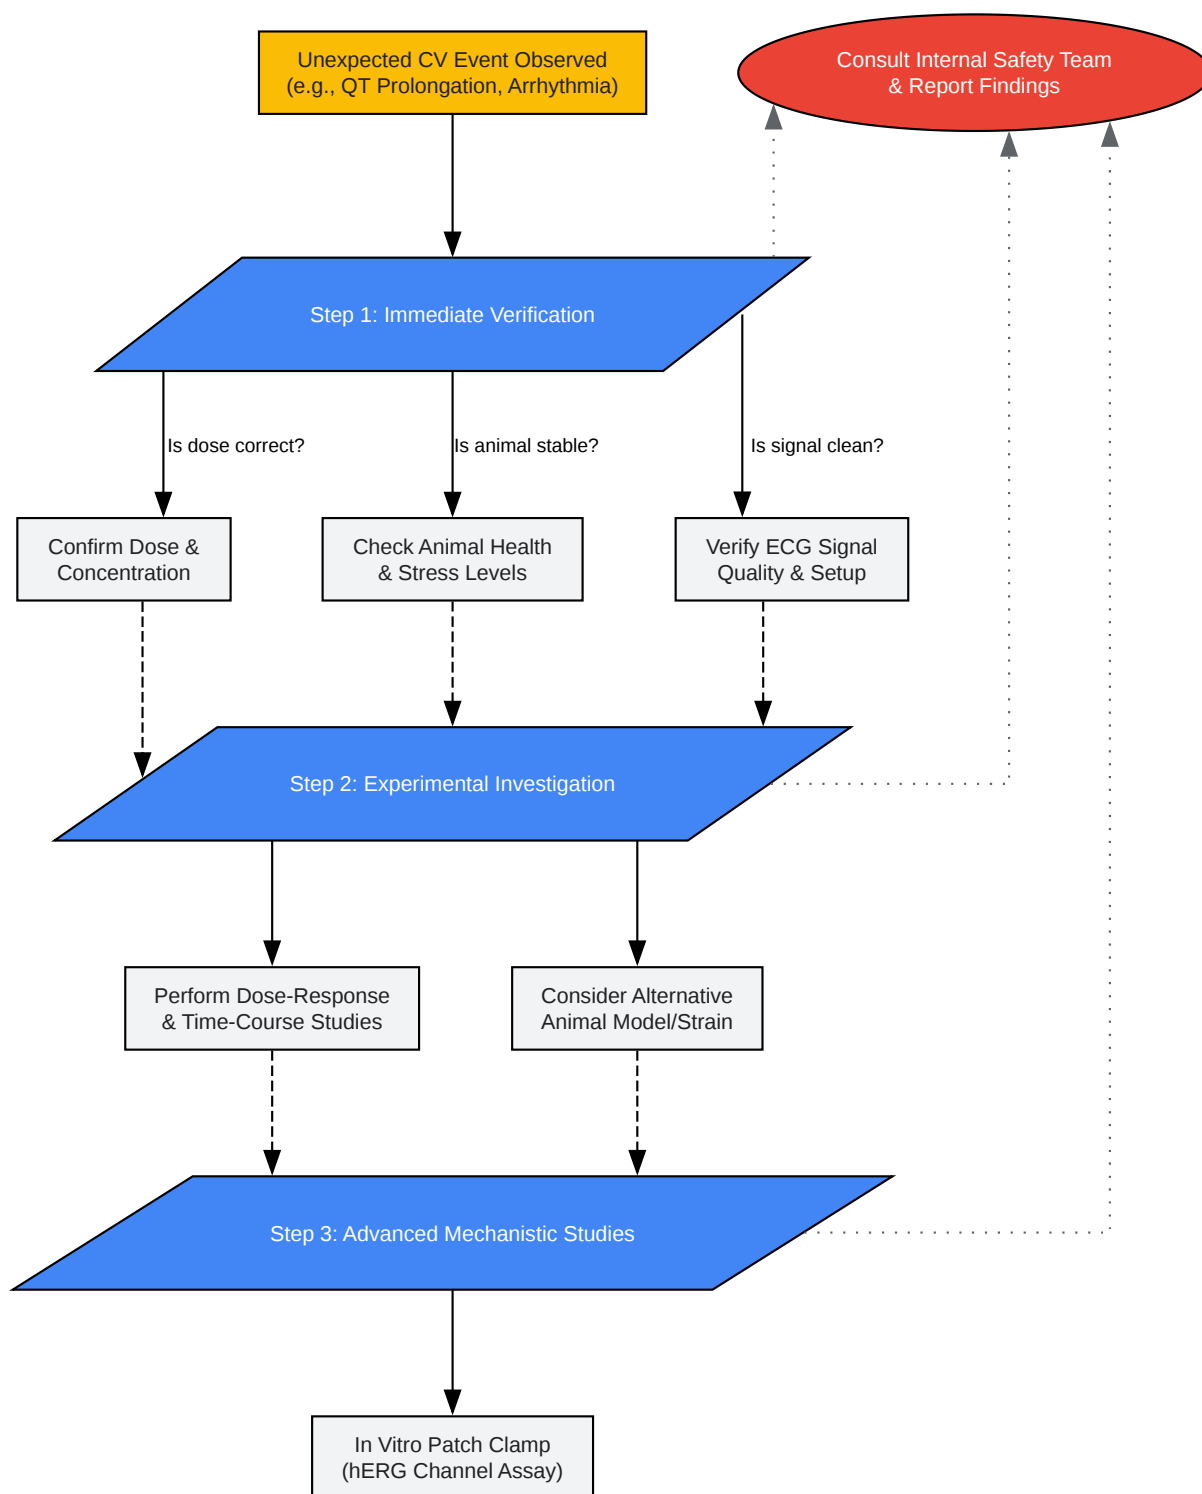 Unexpected CV Event Observed
(e.g., QT Prolongation, Arrhythmia)
Consult Internal Safety Team
& Report Findings
Step 1: Immediate Verification
Is dose correct?
Is animal stable?
Is signal clean?
Confirm Dose &
Concentration
Check Animal Health
& Stress Levels
Verify ECG Signal
Quality & Setup
Step 2: Experimental Investigation
Perform Dose-Response
& Time-Course Studies
Consider Alternative
Animal Model/Strain
Step 3: Advanced Mechanistic Studies
In Vitro Patch Clamp
(hERG Channel Assay)